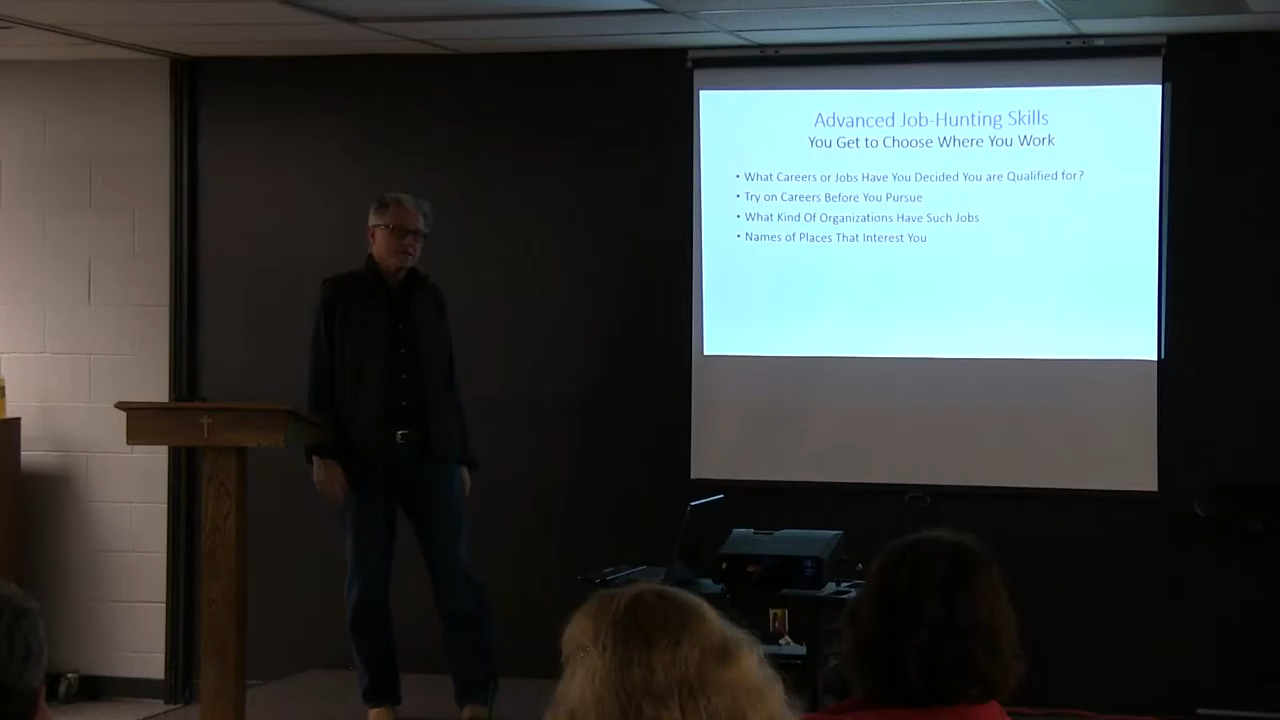 Advanced Job-Hunting Skills
You Get to Choose Where You Work
• What Careers or Jobs Have You Decided You are Qualified for?
• Try on Careers Before You Pursue
• What Kind Of Organizations Have Such Jobs
• Names of Places That Interest You